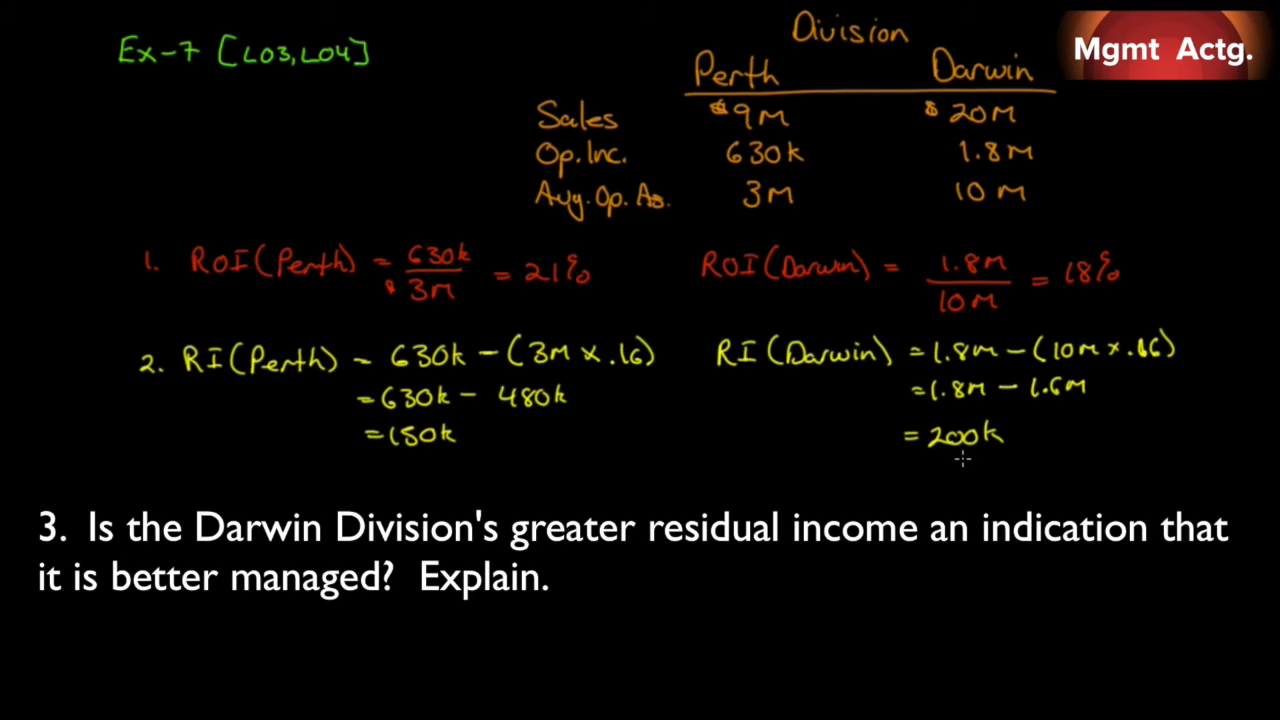 Ex-7 [LO3, LO4]
Mgmt Actg.
Division
Perth Darwin
Sales $9M $20M
Op. Inc. 630k 1.8M
Avg. Op. As. 3M 10M
1. ROI (Perth) = 630k / $3M = 21%
ROI (Darwin) = 1.8M / 10M = 18%
2. RI (Perth) = 630k - (3M x .16)
= 630k - 480k
= 150k
RI (Darwin) = 1.8M - (10M x .16)
= 1.8M - 1.6M
= 200k
3. Is the Darwin Division's greater residual income an indication that
it is better managed? Explain.